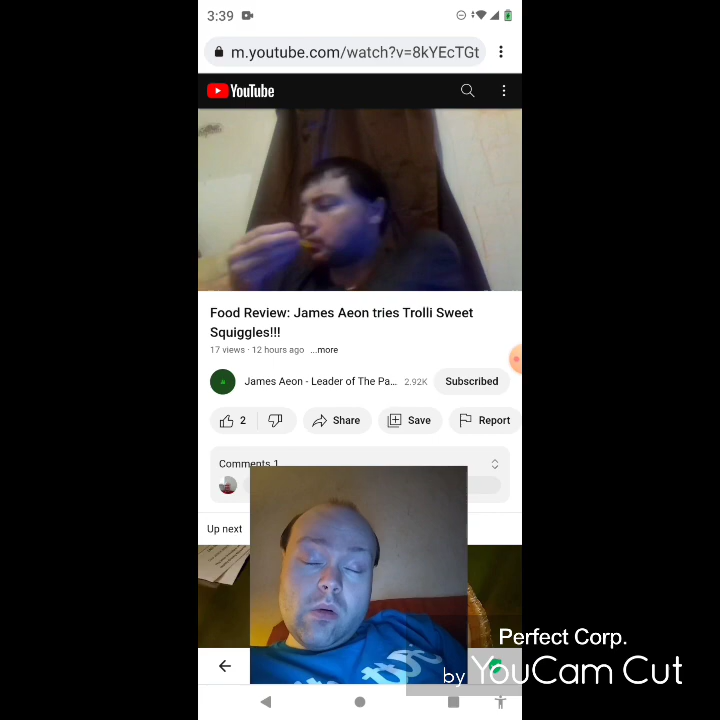 3:39
m.youtube.com/watch?v=8kYEcTGt
YouTube
Food Review: James Aeon tries Trolli Sweet
Squiggles!!!
17 views · 12 hours ago ...more
James Aeon - Leader of The Pa... 2.92K Subscribed
2 Share Save Report
Comments 1
Up next
Perfect Corp.
by YouCam Cut